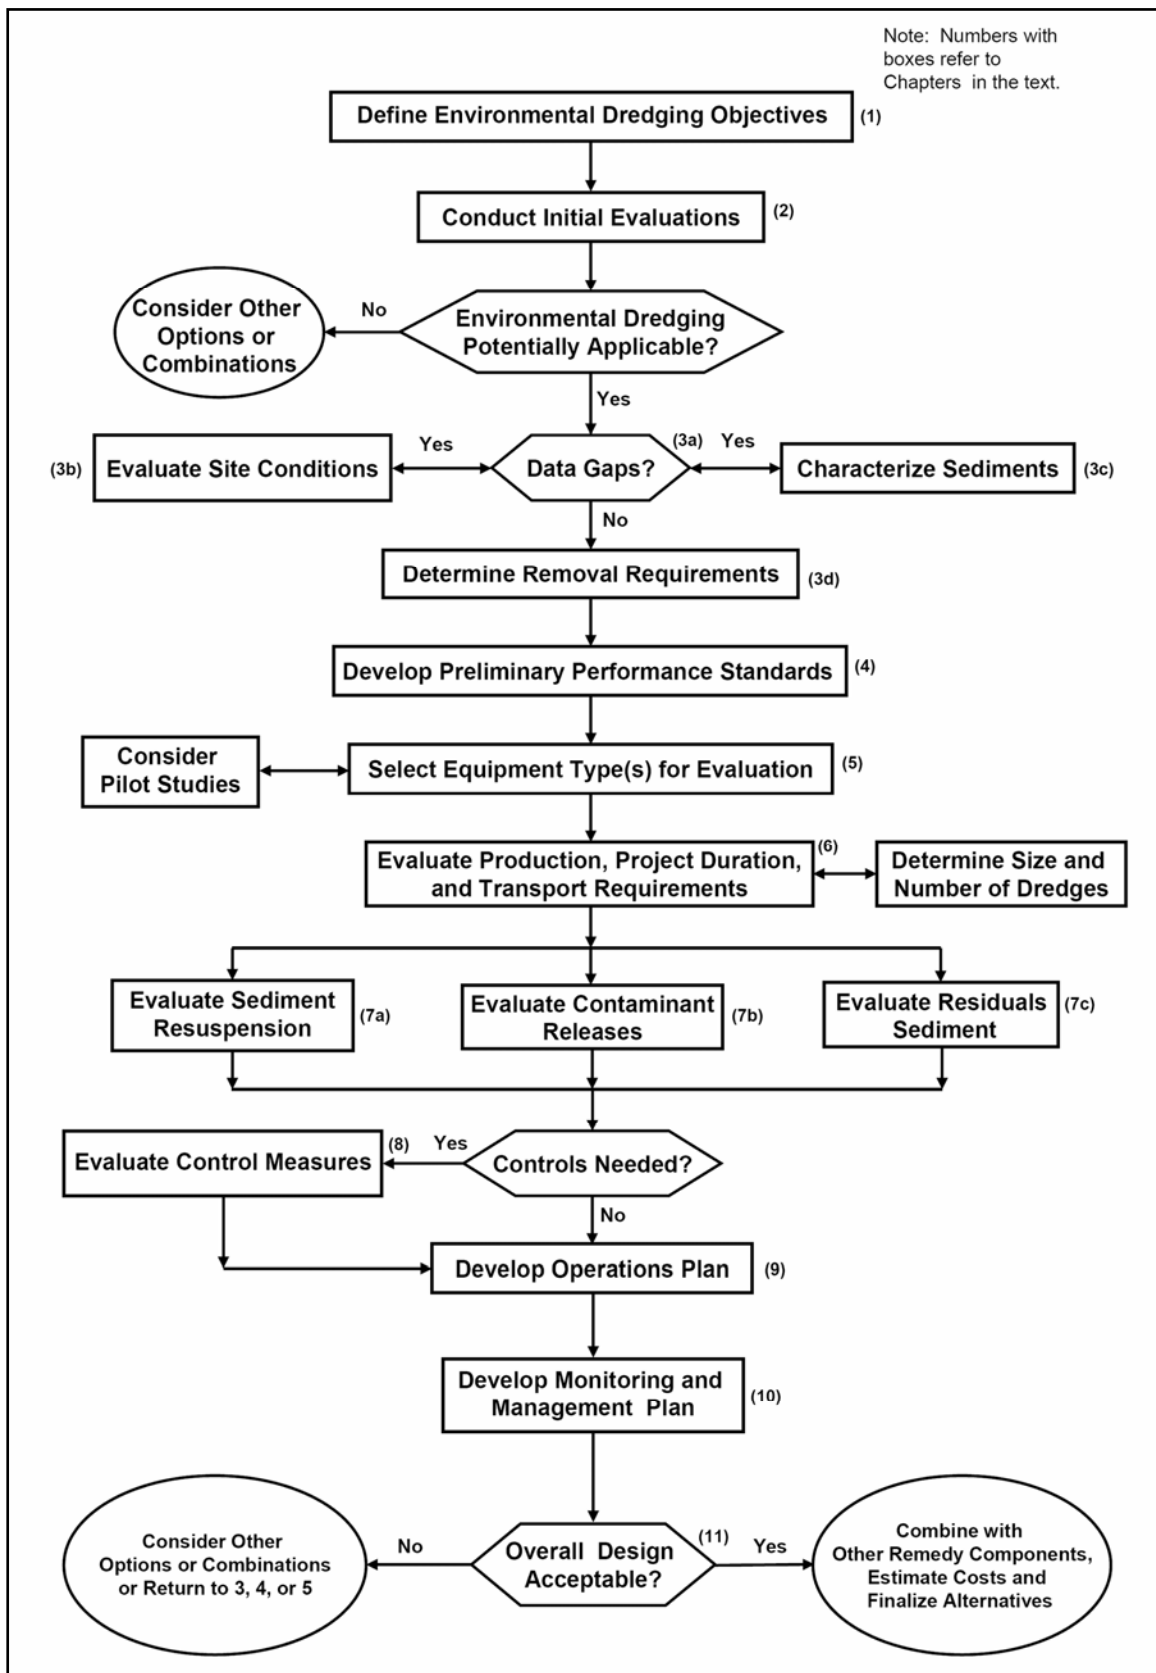 Note: Numbers with
boxes refer to
Chapters in the text.
Define Environmental Dredging Objectives
(1)
Conduct Initial Evaluations
(2)
Consider Other
Options or
Combinations
No
Environmental Dredging
Potentially Applicable?
Yes
(3b)
Evaluate Site Conditions
Yes
Data Gaps?
(3a)
Yes
Characterize Sediments
(3c)
No
Determine Removal Requirements
(3d)
Develop Preliminary Performance Standards
(4)
Consider
Pilot Studies
Select Equipment Type(s) for Evaluation
(5)
Evaluate Production, Project Duration,
and Transport Requirements
(6)
Determine Size and
Number of Dredges
Evaluate Sediment
Resuspension
(7a)
Evaluate Contaminant
Releases
(7b)
Evaluate Residuals
Sediment
(7c)
Evaluate Control Measures
(8)
Yes
Controls Needed?
No
Develop Operations Plan
(9)
Develop Monitoring and
Management Plan
(10)
Consider Other
Options or Combinations
or Return to 3, 4, or 5
No
Overall Design
Acceptable?
(11)
Yes
Combine with
Other Remedy Components,
Estimate Costs and
Finalize Alternatives